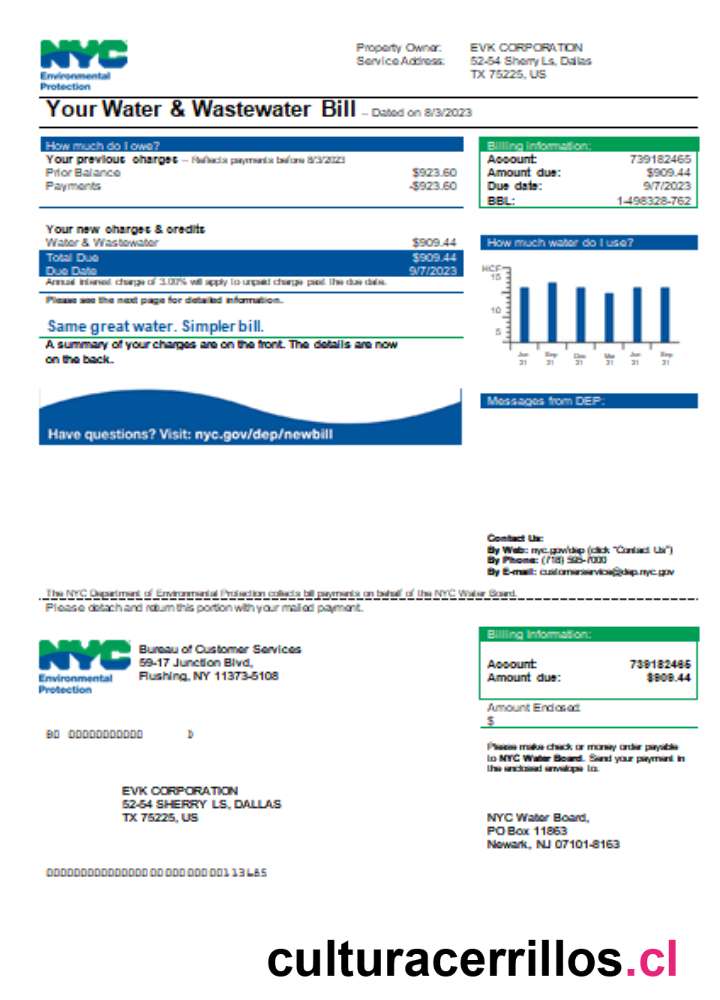 NYC
Environmental
Protection
Property Owner: EVK CORPORATION
Service Address: 52-54 Sherry Ls, Dallas
TX 75225, US
Your Water & Wastewater Bill – Dated on 8/3/2023
How much do I owe?
Your previous charges – Reflects payments before 8/3/2023
Prior Balance $923.60
Payments -$923.60
Your new charges & credits
Water & Wastewater $909.44
Total Due $909.44
Due Date 9/7/2023
Annual interest charge of 3.00% will apply to unpaid charge past the due date.
Please see the next page for detailed information.
Same great water. Simpler bill.
A summary of your charges are on the front. The details are now
on the back.
Have questions? Visit: nyc.gov/dep/newbill
Billing information:
Account: 739182465
Amount due: $909.44
Due date: 9/7/2023
BBL: 1-498328-762
How much water do I use?
HCF
15
10
5
Jun Sep Dec Mar Jun Sep
21 21 21 21 21 21
Messages from DEP:
Contact Us:
By Web: nyc.gov/dep (click "Contact Us")
By Phone: (718) 595-7000
By E-mail: customerservice@dep.nyc.gov
The NYC Department of Environmental Protection collects bill payments on behalf of the NYC Water Board.
Please detach and return this portion with your mailed payment.
NYC
Environmental
Protection
Bureau of Customer Services
59-17 Junction Blvd,
Flushing, NY 11373-5108
Billing Information:
Account: 739182465
Amount due: $909.44
Amount Enclosed:
$
Please make check or money order payable
to NYC Water Board. Send your payment in
the enclosed envelope to.
EVK CORPORATION
52-54 SHERRY LS, DALLAS
TX 75225, US
NYC Water Board,
PO Box 11863
Newark, NJ 07101-8163
culturacerrillos.cl